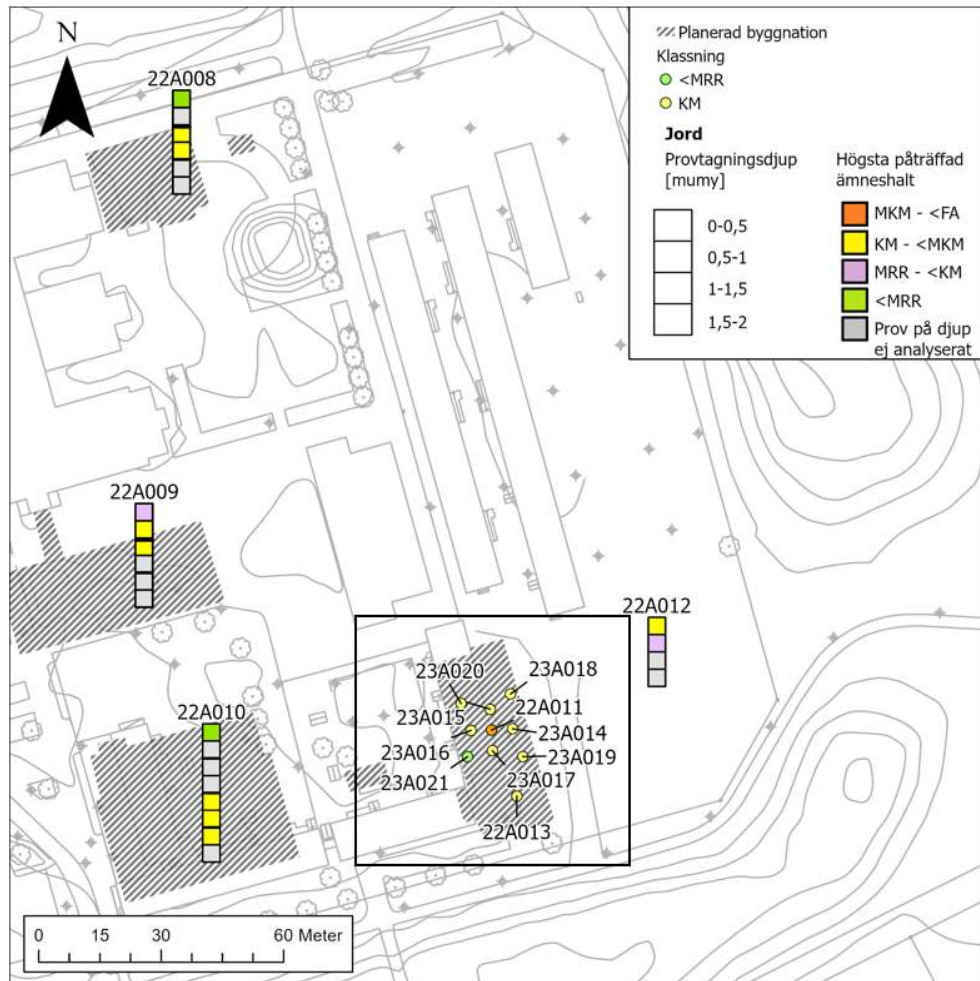 N
22A008
Planerad byggnation
Klassning
<MRR
KM
Jord
Provtagningsdjup
[mumy]
0-0,5
0,5-1
1-1,5
1,5-2
Högsta påträffad
ämneshalt
MKM - <FA
KM - <MKM
MRR - <KM
<MRR
Prov på djup
ej analyserat
22A009
22A012
22A010
23A020
23A018
23A015
22A011
23A014
23A016
23A019
23A021
23A017
22A013
0 15 30 60 Meter